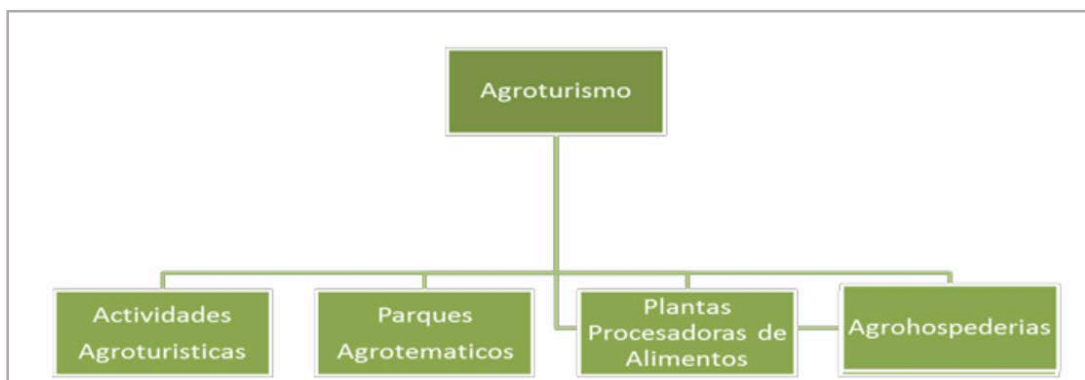 Agroturismo
Actividades
Agroturisticas
Parques
Agrotematicos
Plantas
Procesadoras de
Alimentos
Agrohospederias